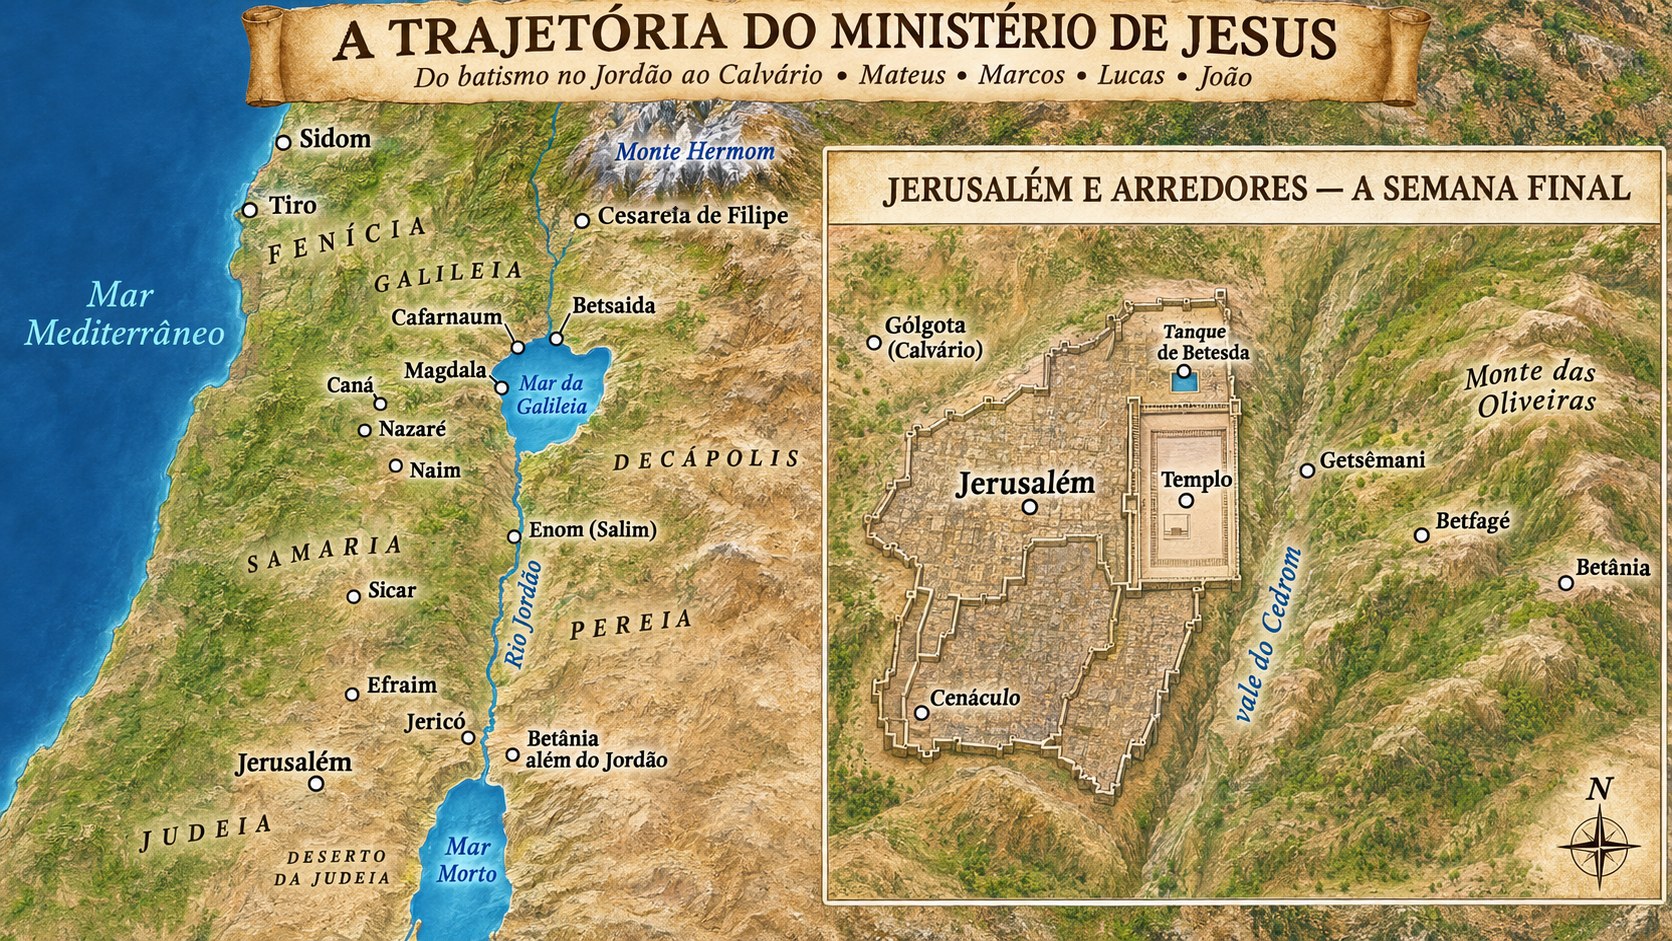 A TRAJETÓRIA DO MINISTÉRIO DE JESUS
Do batismo no Jordão ao Calvário • Mateus • Marcos • Lucas • João
Sidom
Monte Hermom
Tiro
Cesareia de Filipe
FENÍCIA
GALILEIA
Mar
Mediterrâneo
Cafarnaum
Betsaida
Magdala
Caná
Mar da
Galileia
Nazaré
Naim
DECÁPOLIS
Enom (Salim)
SAMARIA
Sicar
Rio Jordão
PEREIA
Efraim
Jericó
Betânia
além do Jordão
Jerusalém
JUDEIA
DESERTO
DA JUDEIA
Mar
Morto
JERUSALÉM E ARREDORES — A SEMANA FINAL
Gólgota
(Calvário)
Tanque
de Betesda
Monte das
Oliveiras
Getsêmani
Jerusalém
Templo
Betfagé
Betânia
vale do Cedrom
Cenáculo
N